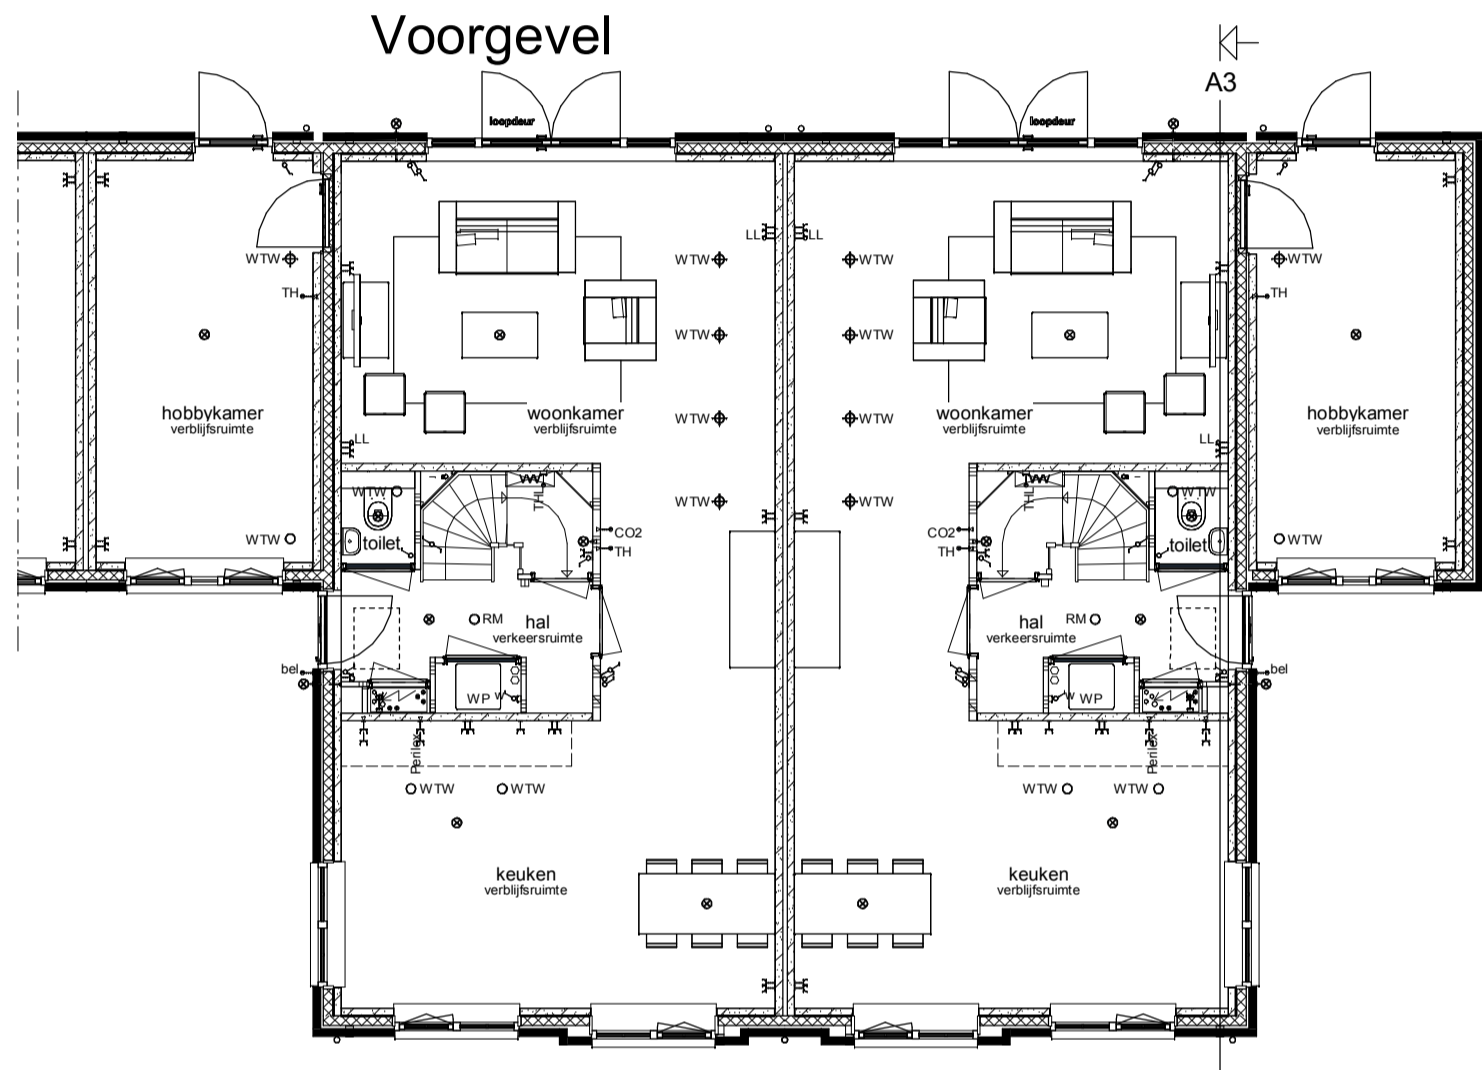 Voorgevel
A3
loopdeur
loopdeur
LL LL
WTW WTW WTW WTW
TH TH
WTW WTW
hobbykamer woonkamer woonkamer hobbykamer
verblijfsruimte verblijfsruimte verblijfsruimte verblijfsruimte
WTW WTW
LL LL
WTW WTW WTW WTW
TH TH
CO2 CO2
WTW toilet TH TH toilet WTW
RM hal hal RM
verkeersruimte verkeersruimte
bel bel
WP W W WP
Perilex Perilex
WTW WTW WTW WTW
keuken keuken
verblijfsruimte verblijfsruimte